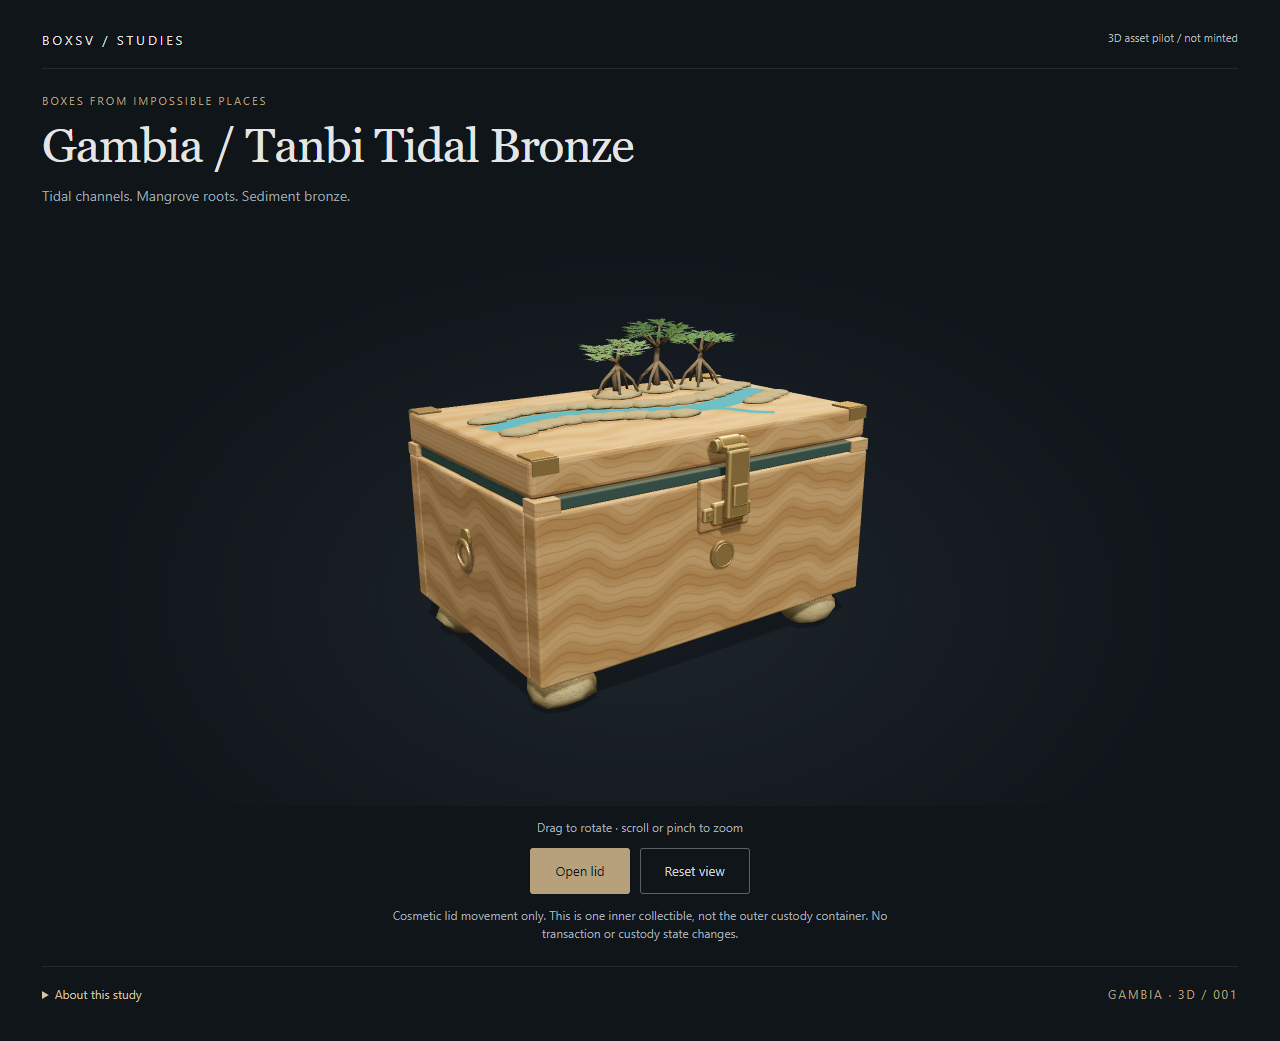 BOXSV / STUDIES
3D asset pilot / not minted
BOXES FROM IMPOSSIBLE PLACES
Gambia / Tanbi Tidal Bronze
Tidal channels. Mangrove roots. Sediment bronze.
Drag to rotate · scroll or pinch to zoom
Open lid
Reset view
Cosmetic lid movement only. This is one inner collectible, not the outer custody container. No
transaction or custody state changes.
About this study
GAMBIA · 3D / 001